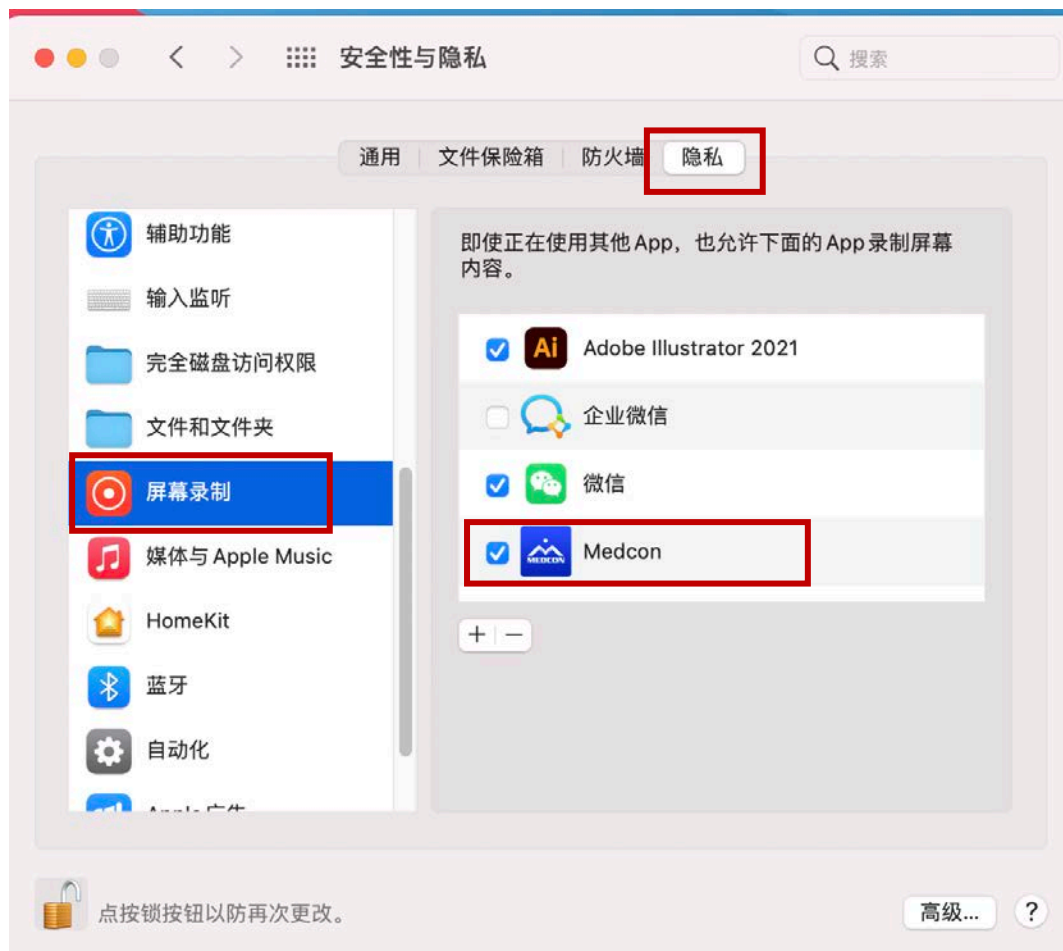 安全性与隐私
搜索
通用
文件保险箱
防火墙
隐私
辅助功能
输入监听
完全磁盘访问权限
文件和文件夹
屏幕录制
媒体与 Apple Music
HomeKit
蓝牙
自动化
即使正在使用其他 App，也允许下面的 App 录制屏幕
内容。
Ai
Adobe Illustrator 2021
企业微信
微信
MEDCON
Medcon
+
−
点按锁按钮以防再次更改。
高级...
?